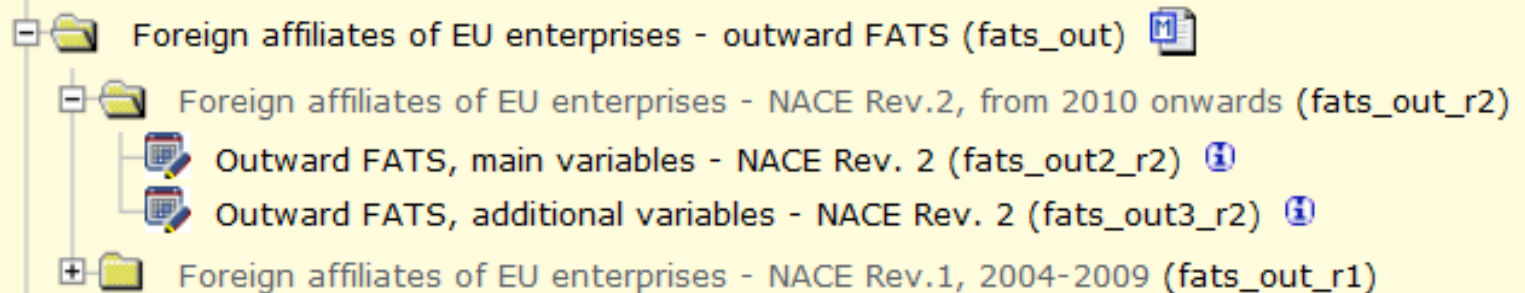 Foreign affiliates of EU enterprises - outward FATS (fats_out) M
Foreign affiliates of EU enterprises - NACE Rev.2, from 2010 onwards (fats_out_r2)
Outward FATS, main variables - NACE Rev. 2 (fats_out2_r2) i
Outward FATS, additional variables - NACE Rev. 2 (fats_out3_r2) i
Foreign affiliates of EU enterprises - NACE Rev.1, 2004-2009 (fats_out_r1)